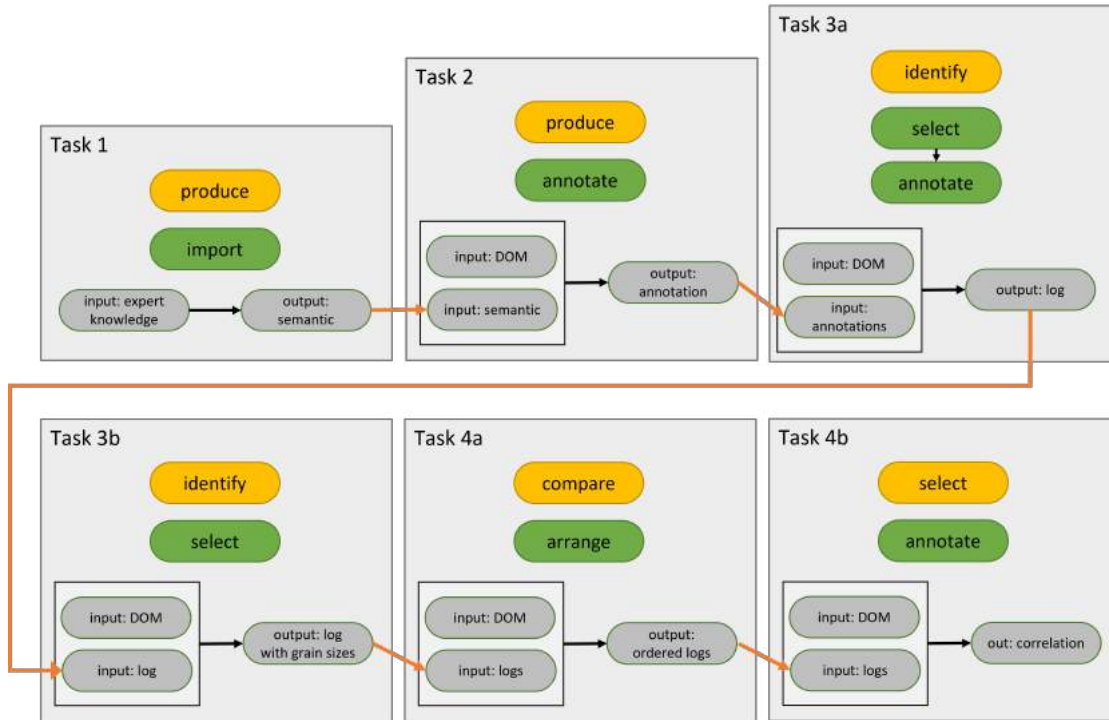 Task 1
produce
import
input: expert
knowledge
output:
semantic
Task 2
produce
annotate
input: DOM
input: semantic
output:
annotation
Task 3a
identify
select
annotate
input: DOM
input:
annotations
output: log
Task 3b
identify
select
input: DOM
input: log
output: log
with grain sizes
Task 4a
compare
arrange
input: DOM
input: logs
output:
ordered logs
Task 4b
select
annotate
input: DOM
input: logs
out: correlation